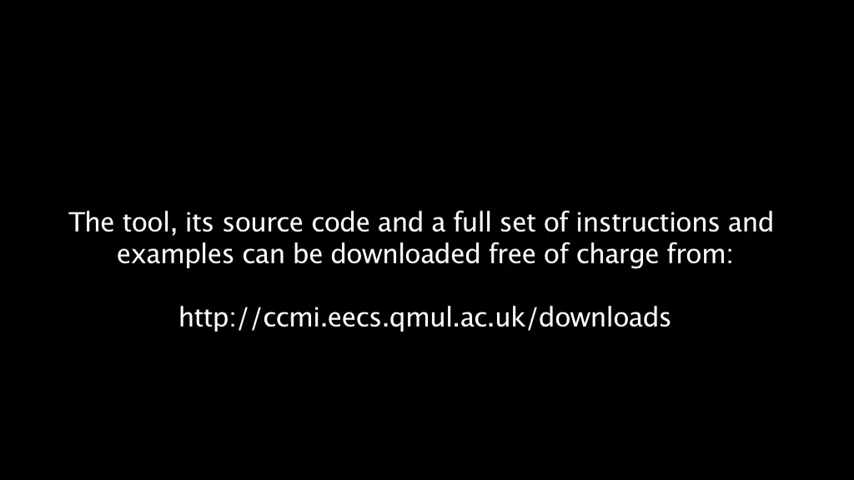 The tool, its source code and a full set of instructions and
examples can be downloaded free of charge from:
http://ccmi.eecs.qmul.ac.uk/downloads